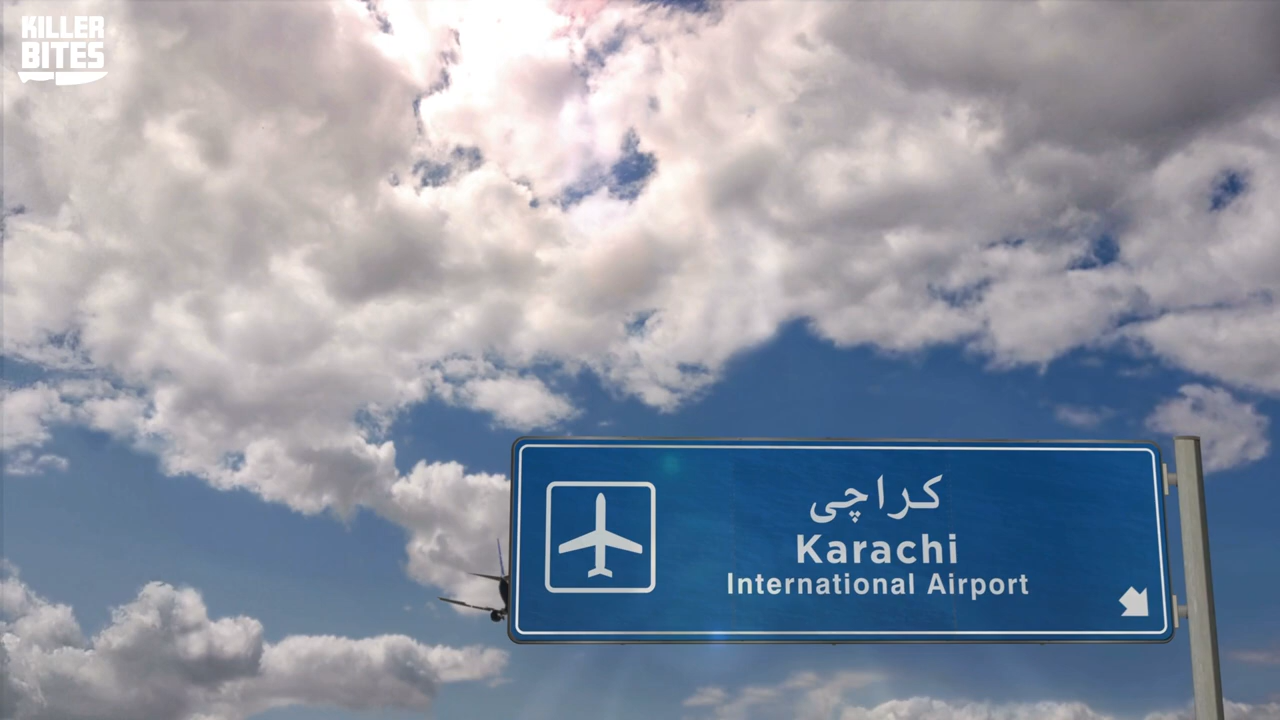 KILLER
BITES
کراچی
Karachi
International Airport